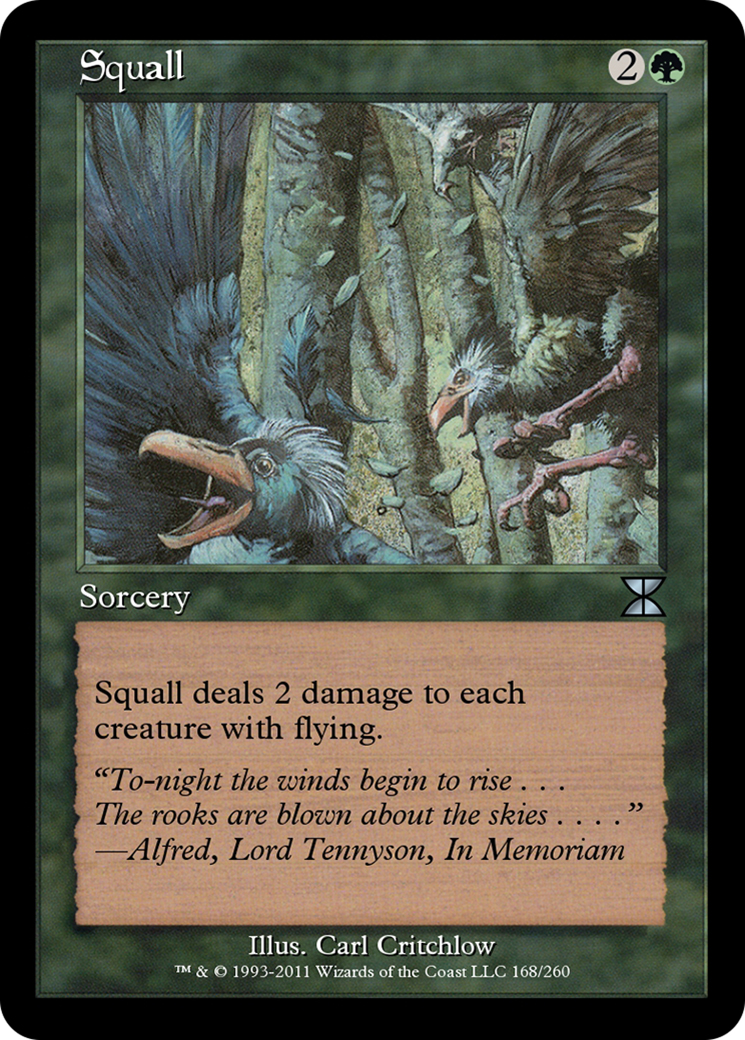 Squall
2
Sorcery
Squall deals 2 damage to each
creature with flying.
“To-night the winds begin to rise . . .
The rooks are blown about the skies . . . .”
—Alfred, Lord Tennyson, In Memoriam
Illus. Carl Critchlow
™ & © 1993-2011 Wizards of the Coast LLC 168/260